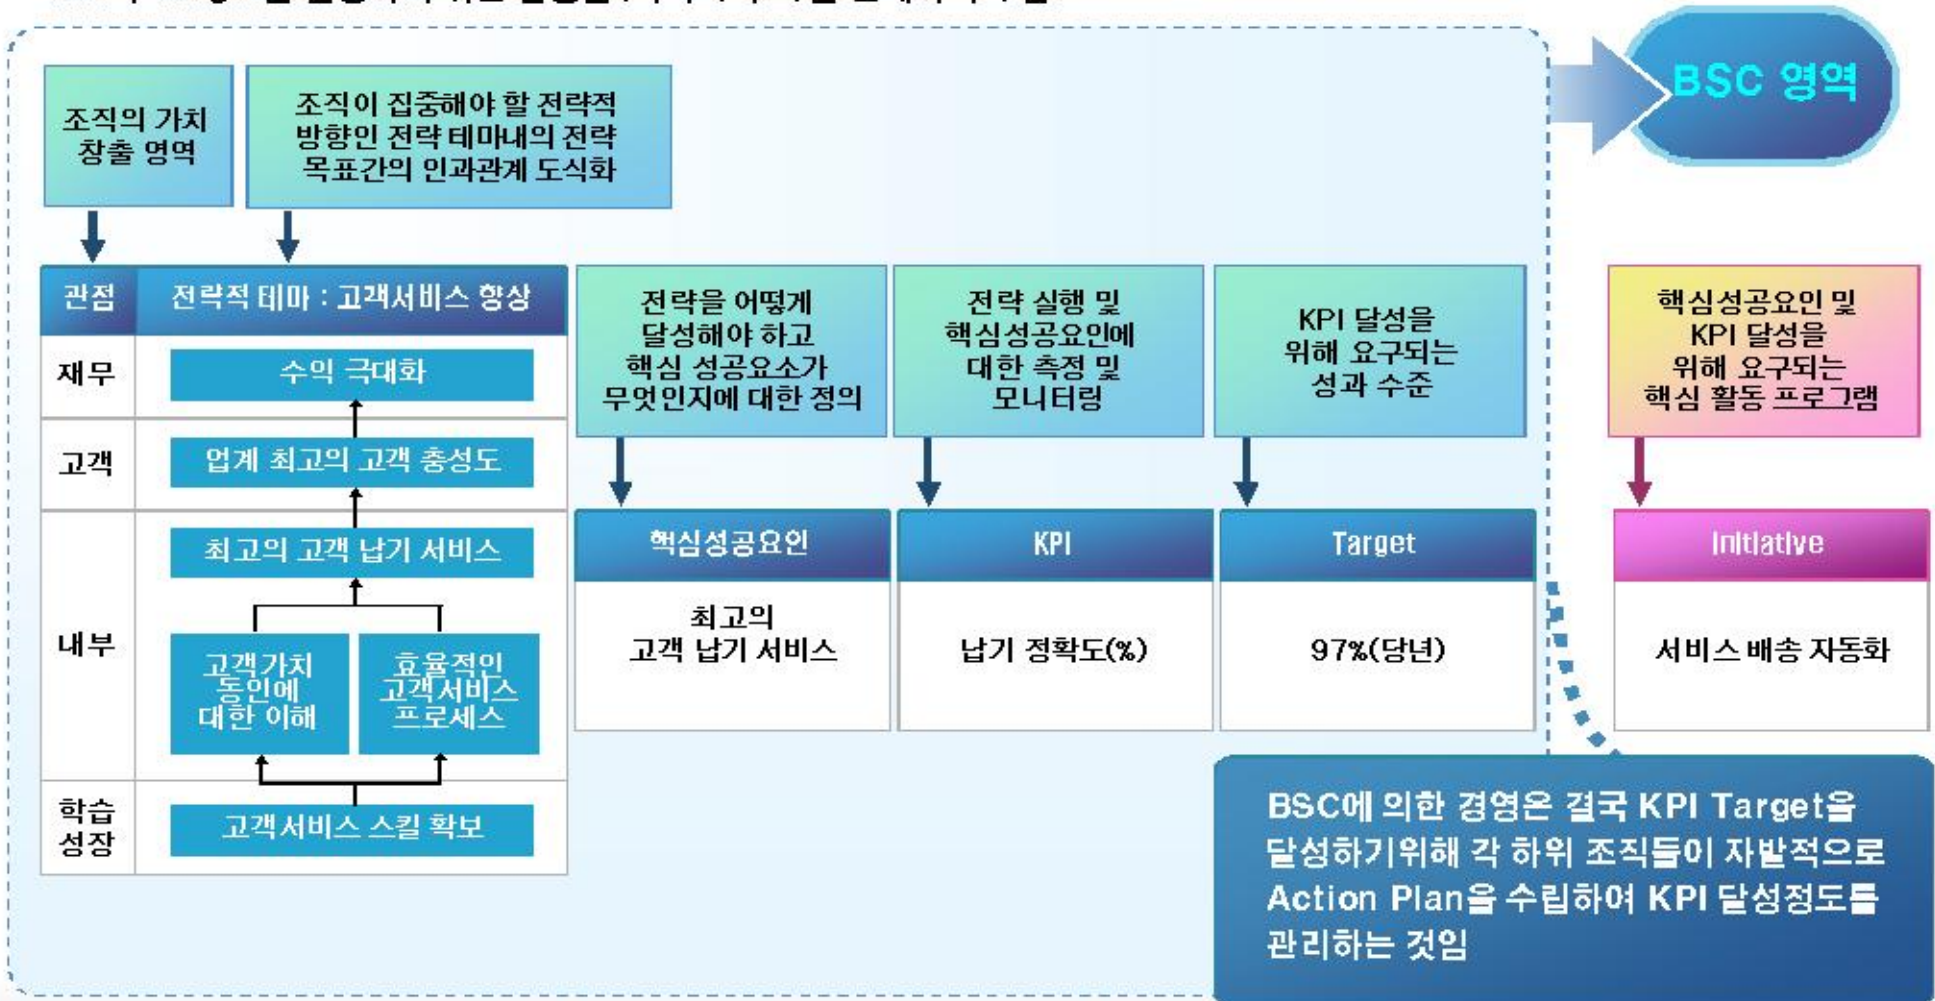 BSC 영역
조직의 가치
창출 영역
조직이 집중해야 할 전략적
방향인 전략 테마내의 전략
목표간의 인과관계 도식화
관점
전략적 테마 : 고객서비스 향상
재무
수익 극대화
고객
업계 최고의 고객 충성도
내부
최고의 고객 납기 서비스
고객가치
동인에
대한 이해
효율적인
고객서비스
프로세스
학습
성장
고객서비스 스킬 확보
전략을 어떻게
달성해야 하고
핵심 성공요소가
무엇인지에 대한 정의
핵심성공요인
최고의
고객 납기 서비스
전략 실행 및
핵심성공요인에
대한 측정 및
모니터링
KPI
납기 정확도(%)
KPI 달성을
위해 요구되는
성과 수준
Target
97%(당년)
핵심성공요인 및
KPI 달성을
위해 요구되는
핵심 활동 프로그램
Initiative
서비스 배송 자동화
BSC에 의한 경영은 결국 KPI Target을
달성하기위해 각 하위 조직들이 자발적으로
Action Plan을 수립하여 KPI 달성정도를
관리하는 것임